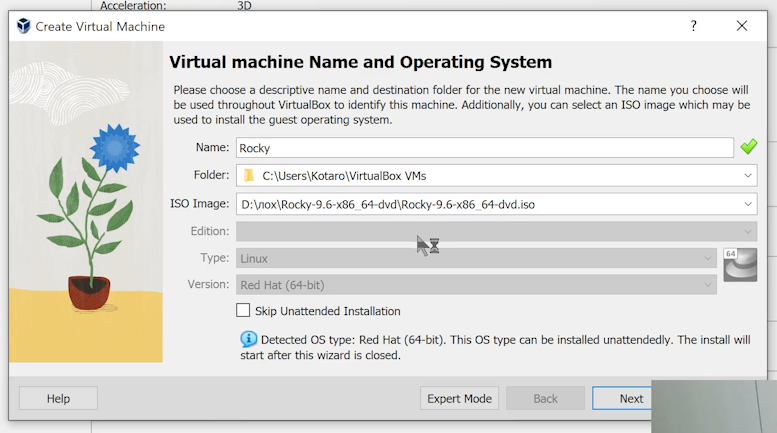 Acceleration: 3D
Create Virtual Machine
? ×
Virtual machine Name and Operating System
Please choose a descriptive name and destination folder for the new virtual machine. The name you choose will
be used throughout VirtualBox to identify this machine. Additionally, you can select an ISO image which may be
used to install the guest operating system.
Name: Rocky
Folder: C:\Users\Kotaro\VirtualBox VMs
ISO Image: D:\лох\Rocky-9.6-x86_64-dvd\Rocky-9.6-x86_64-dvd.iso
Edition:
Type: Linux
64
Version: Red Hat (64-bit)
Skip Unattended Installation
Detected OS type: Red Hat (64-bit). This OS type can be installed unattendedly. The install will
start after this wizard is closed.
Help Expert Mode Back Next